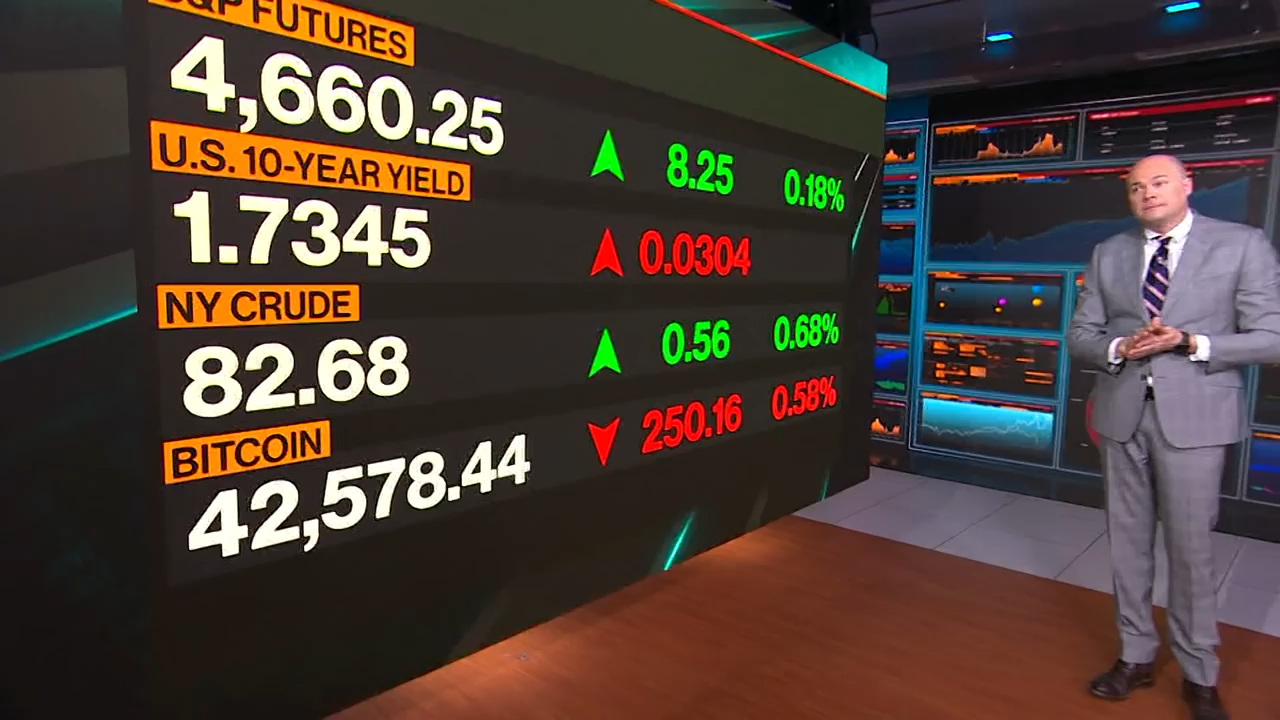 S&P FUTURES
4,660.25 8.25 0.18%
U.S. 10-YEAR YIELD
1.7345 0.0304
NY CRUDE
82.68 0.56 0.68%
BITCOIN
42,578.44 250.16 0.58%